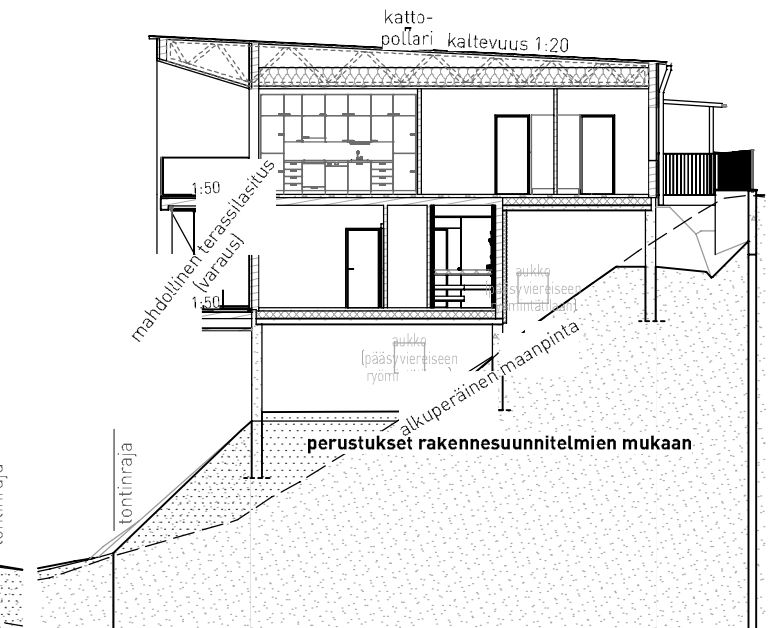 katto-
pollari kaltevuus 1:20
1:50
mahdollinen terassilasitus
(varaus)
1:50
aukko
(pääsy viereiseen
aukko
(pääsy viereiseen
alkuperäinen maanpinta
perustukset rakennesuunnitelmien mukaan
tontinraja
tontinraja